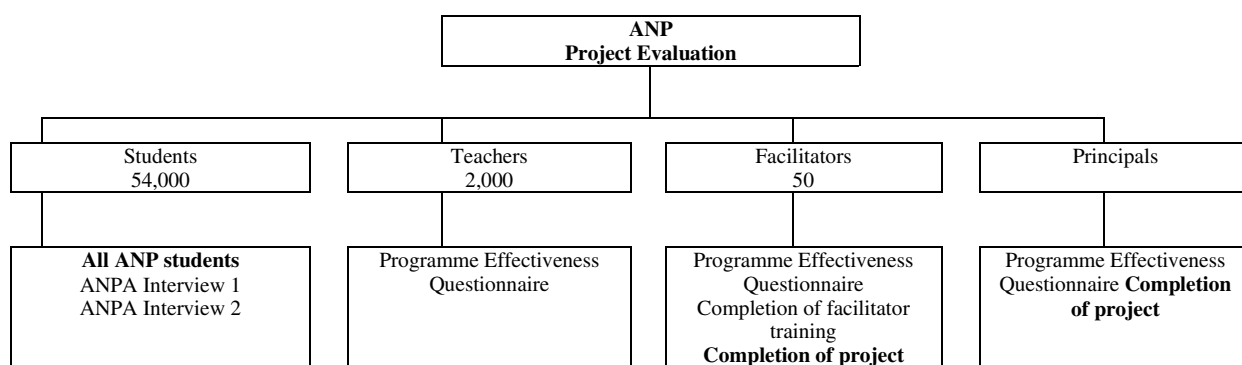 ANP
Project Evaluation
Students
54,000
Teachers
2,000
Facilitators
50
Principals
All ANP students
ANPA Interview 1
ANPA Interview 2
Programme Effectiveness
Questionnaire
Programme Effectiveness
Questionnaire
Completion of facilitator
training
Completion of project
Programme Effectiveness
Questionnaire Completion
of project